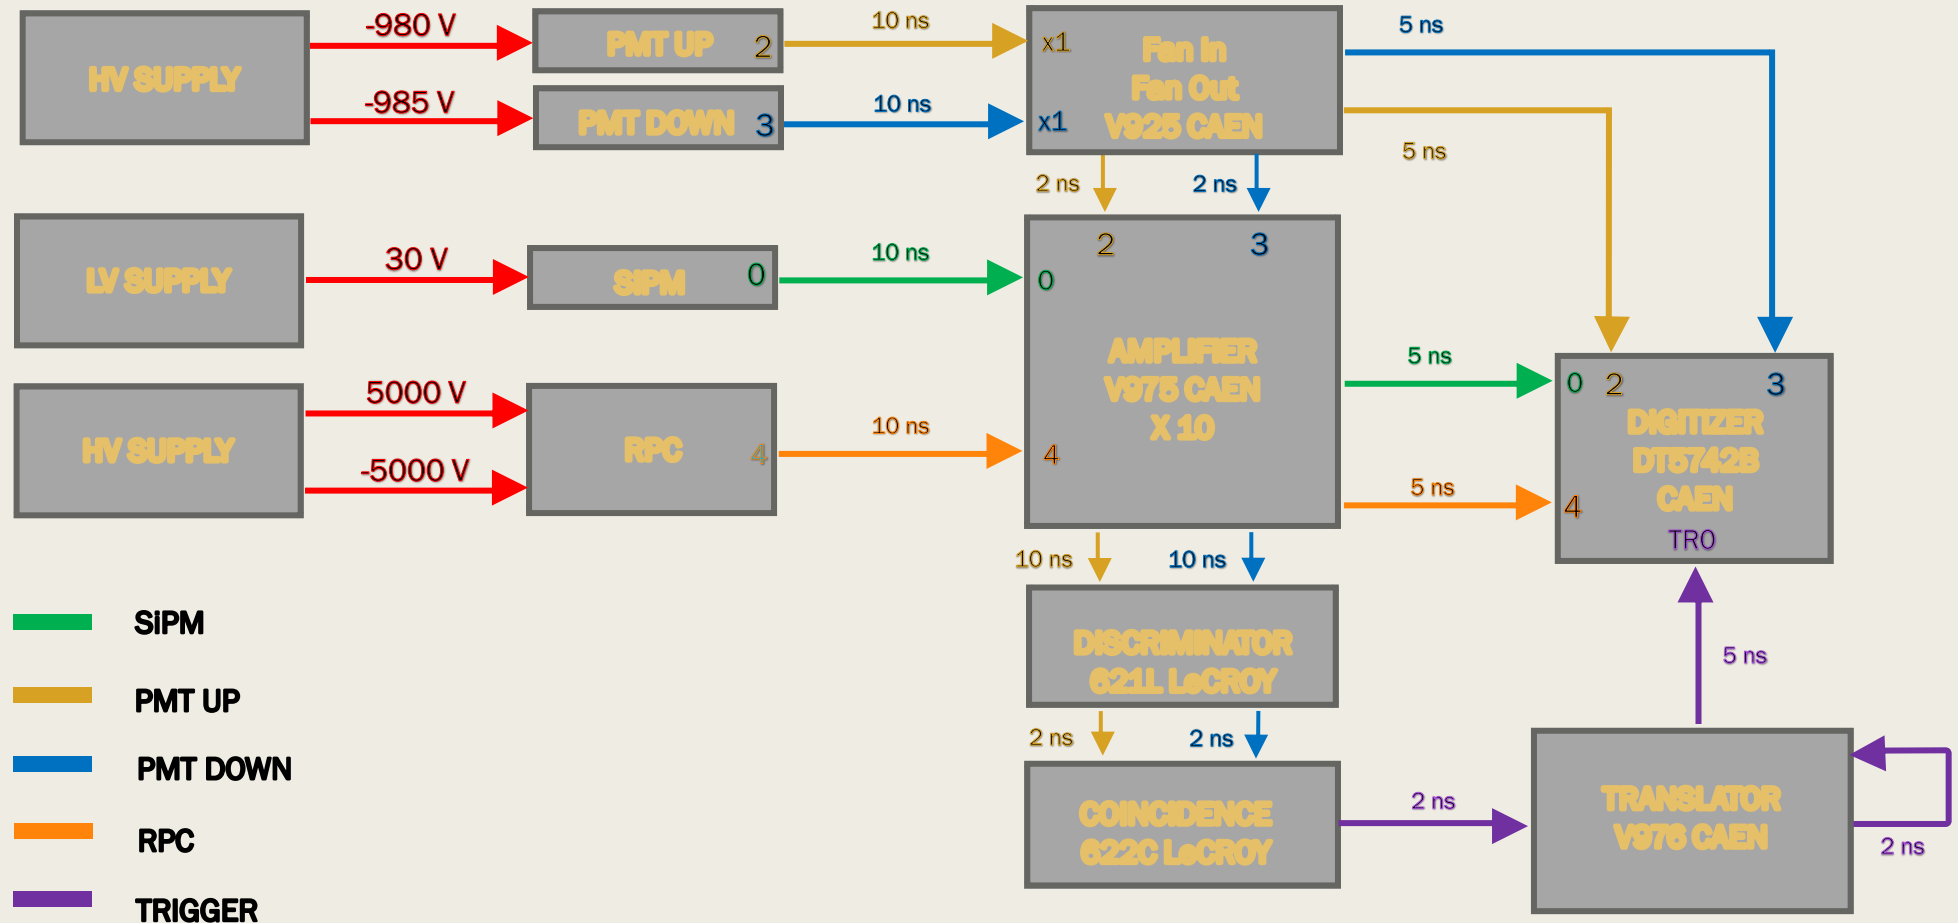 HV SUPPLY
-980 V
-985 V
PMT UP 2
PMT DOWN 3
10 ns
10 ns
x1
x1
Fan In
Fan Out
V925 CAEN
5 ns
5 ns
2 ns
2 ns
LV SUPPLY
30 V
SiPM 0
10 ns
HV SUPPLY
5000 V
-5000 V
RPC 4
10 ns
2
3
0
AMPLIFIER
V975 CAEN
X 10
4
5 ns
5 ns
0 2 3
DIGITIZER
DT5742B
CAEN
4
TR0
10 ns
10 ns
DISCRIMINATOR
621L LeCROY
2 ns
2 ns
COINCIDENCE
622C LeCROY
2 ns
5 ns
TRANSLATOR
V976 CAEN
2 ns
SiPM
PMT UP
PMT DOWN
RPC
TRIGGER